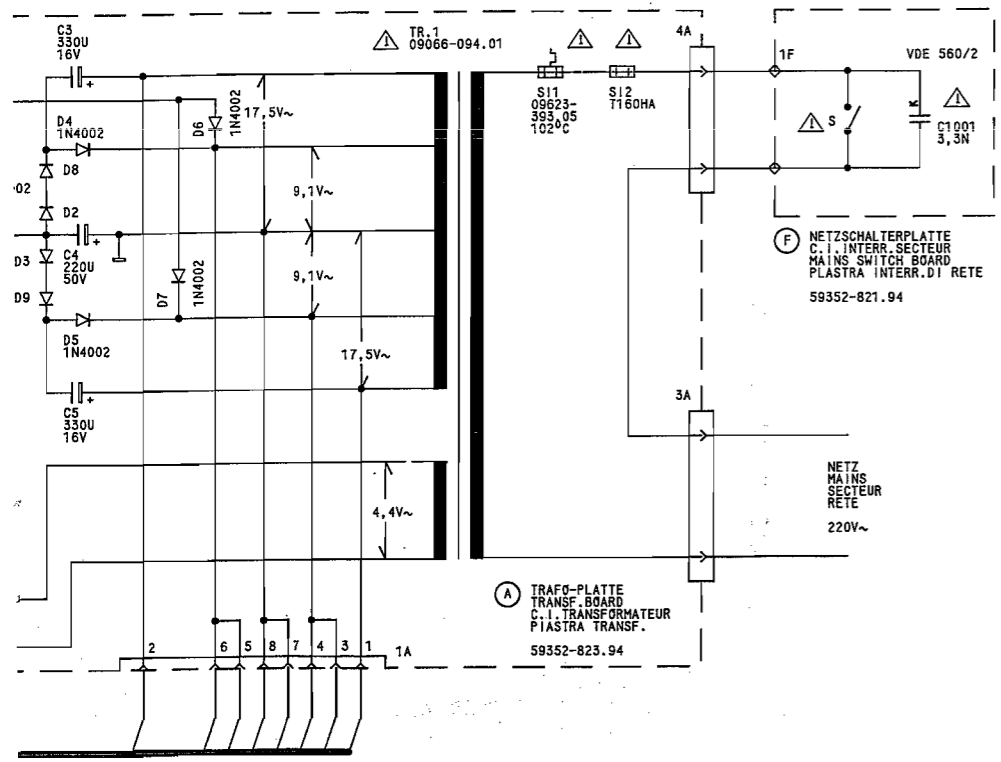 C3
330U
16V
TR.1
09066-094.01
4A
1F
VDE 560/2
17,5V~
D6
1N4002
SI1
09623-
393.05
102°C
SI2
T160HA
S
K
C1001
3,3N
D4
1N4002
D8
02
D2
9,1V~
C4
220U
50V
D3
D9
D7
1N4002
9,1V~
D5
1N4002
17,5V~
C5
330U
16V
F
NETZSCHALTERPLATTE
C.I.INTERR.SECTEUR
MAINS SWITCH BOARD
PLASTRA INTERR.DI RETE
59352-821.94
3A
4,4V~
NETZ
MAINS
SECTEUR
RETE
220V~
A
TRAFO-PLATTE
TRANSF.BOARD
C.I.TRANSFORMATEUR
PIASTRA TRANSF.
59352-823.94
2 6 5 8 7 4 3 1 1A